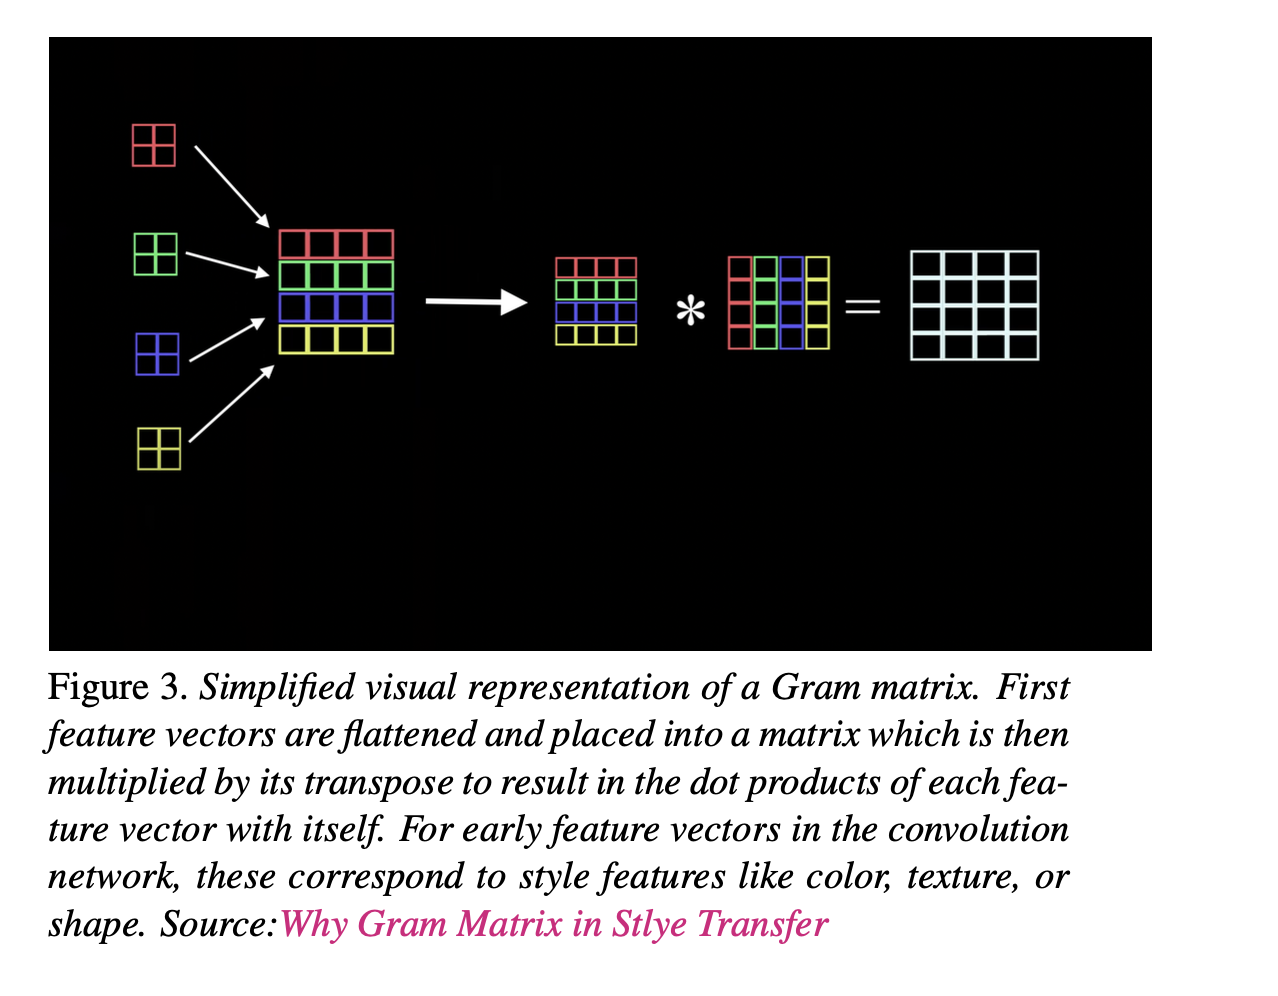 *
=
Figure 3. Simplified visual representation of a Gram matrix. First
feature vectors are flattened and placed into a matrix which is then
multiplied by its transpose to result in the dot products of each fea-
ture vector with itself. For early feature vectors in the convolution
network, these correspond to style features like color, texture, or
shape. Source:Why Gram Matrix in Stlye Transfer